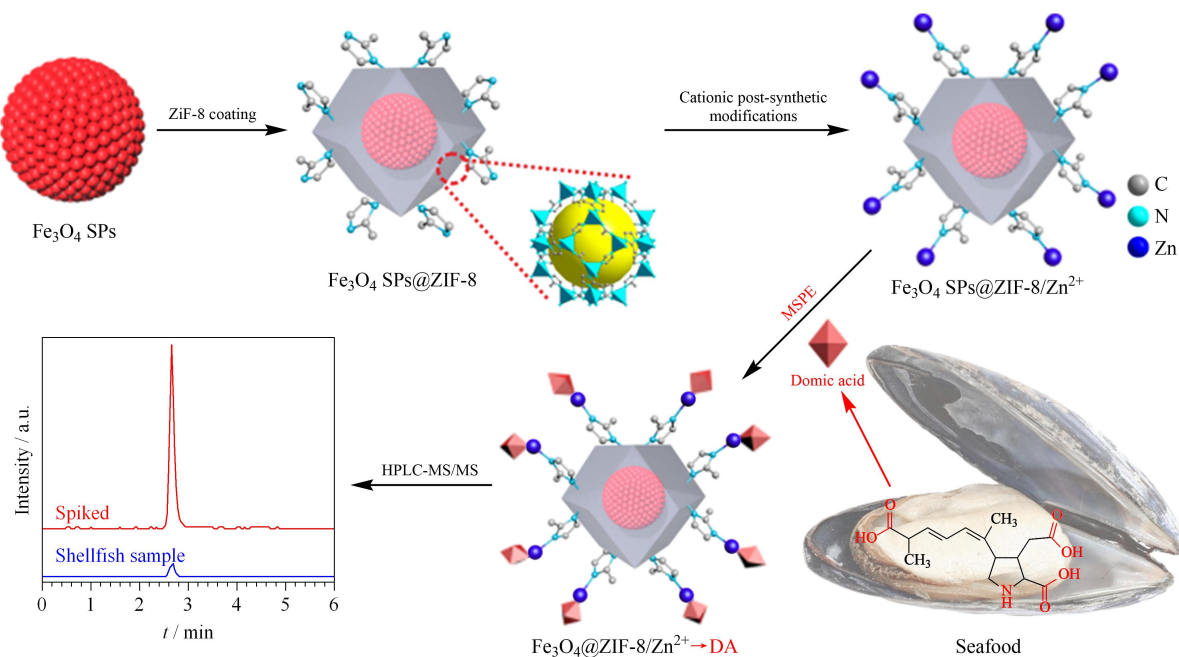 ZiF-8 coating
Cationic post-synthetic
modifications
C
N
Zn
Fe₃O₄ SPs
Fe₃O₄ SPs@ZIF-8
Fe₃O₄ SPs@ZIF-8/Zn²⁺
MSPE
Domic acid
HPLC-MS/MS
Intensity / a.u.
Spiked
Shellfish sample
0 1 2 3 4 5 6
t / min
Fe₃O₄@ZIF-8/Zn²⁺→DA
O
HO
CH₃
CH₃
O
OH
N
H
O
OH
Seafood